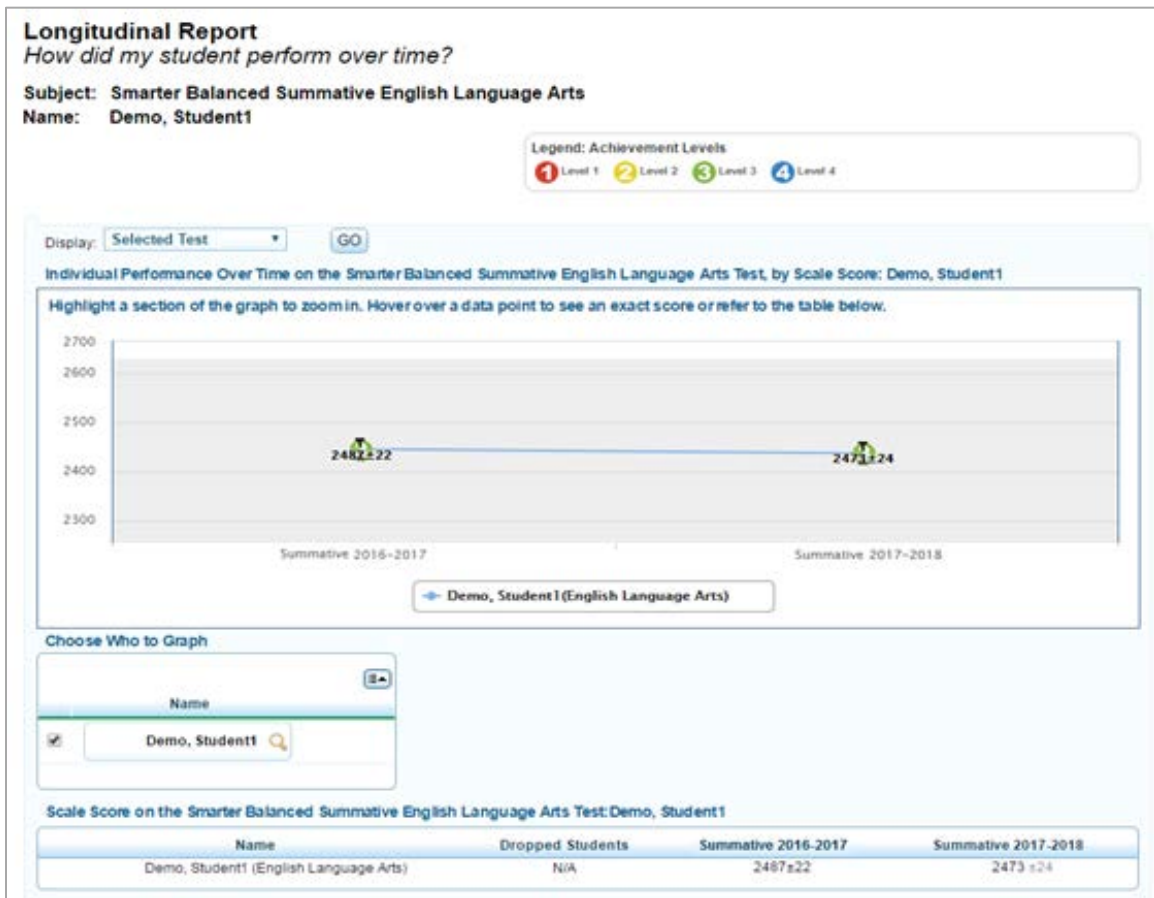 Longitudinal Report
How did my student perform over time?
Subject: Smarter Balanced Summative English Language Arts
Name: Demo, Student1
Legend: Achievement Levels
1 Level 1 2 Level 2 3 Level 3 4 Level 4
Display: Selected Test GO
Individual Performance Over Time on the Smarter Balanced Summative English Language Arts Test, by Scale Score: Demo, Student1
Highlight a section of the graph to zoom in. Hover over a data point to see an exact score or refer to the table below.
2700
2600
2500
2487±22 2473±24
2400
2300
Summative 2016-2017 Summative 2017-2018
Demo, Student1(English Language Arts)
Choose Who to Graph
Name
Demo, Student1
Scale Score on the Smarter Balanced Summative English Language Arts Test:Demo, Student1
Name Dropped Students Summative 2016-2017 Summative 2017-2018
Demo, Student1 (English Language Arts) N/A 2487±22 2473 ±24